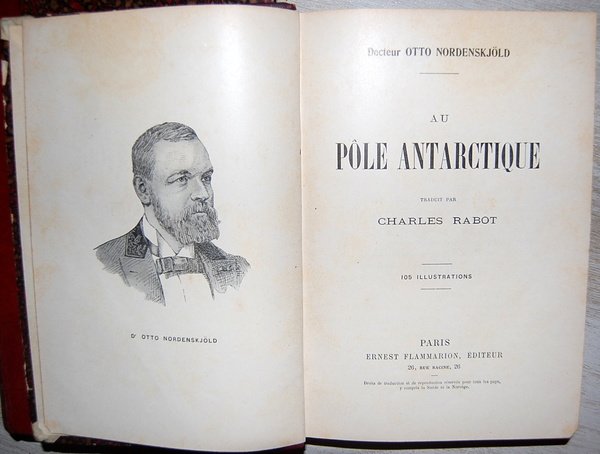 Dr OTTO NORDENSKJÖLD
Docteur OTTO NORDENSKJÖLD
AU
PÔLE ANTARCTIQUE
TRADUIT PAR
CHARLES RABOT
105 ILLUSTRATIONS
PARIS
ERNEST FLAMMARION, ÉDITEUR
26, RUE RACINE, 26
Droits de traduction et de reproduction réservés pour tous les pays,
y compris la Suède et la Norvège.